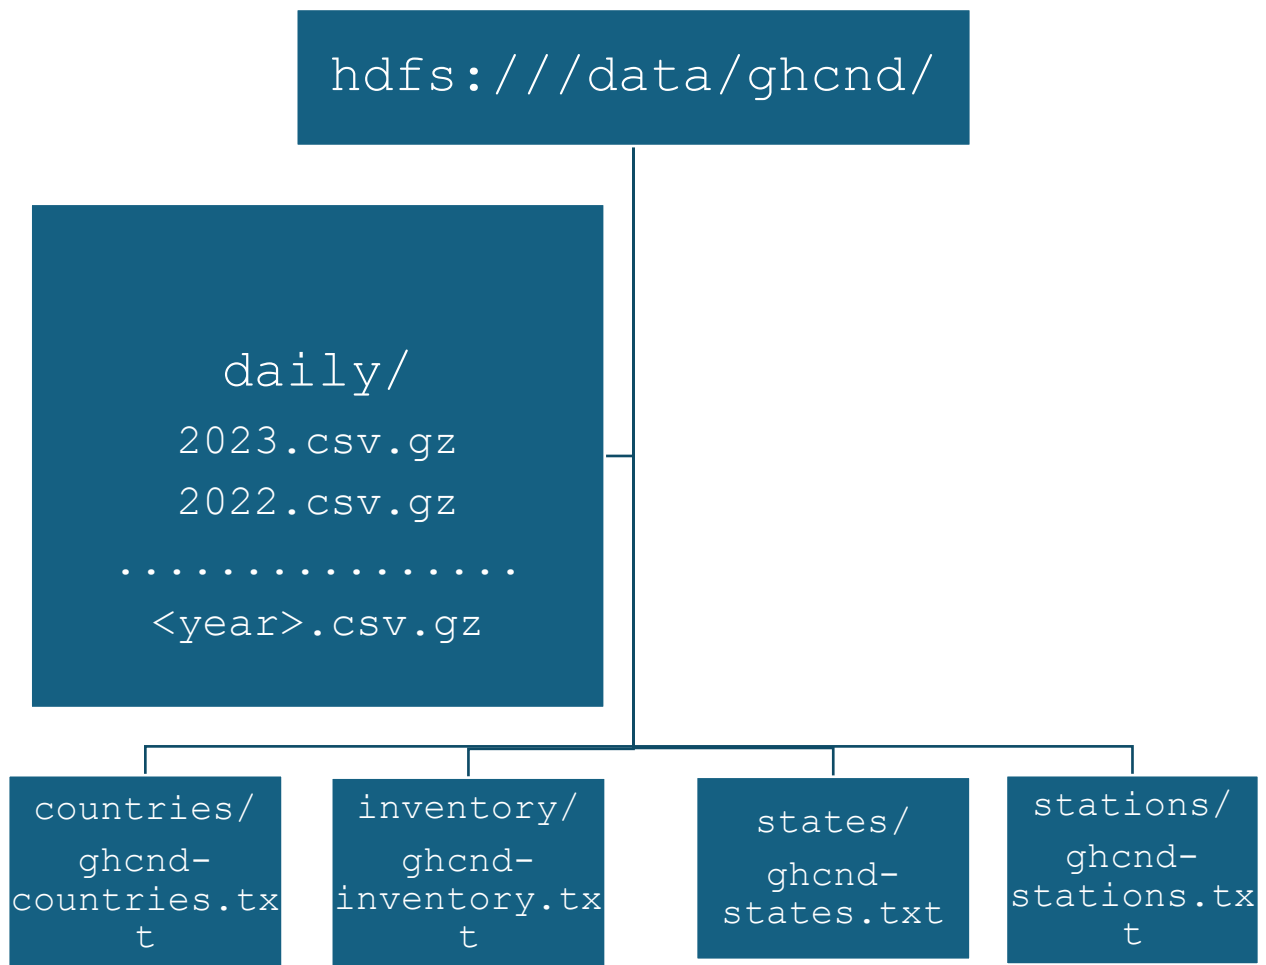 hdfs:///data/ghcnd/
daily/
2023.csv.gz
2022.csv.gz
................
<year>.csv.gz
countries/
ghcnd-
countries.tx
t
inventory/
ghcnd-
inventory.tx
t
states/
ghcnd-
states.txt
stations/
ghcnd-
stations.tx
t